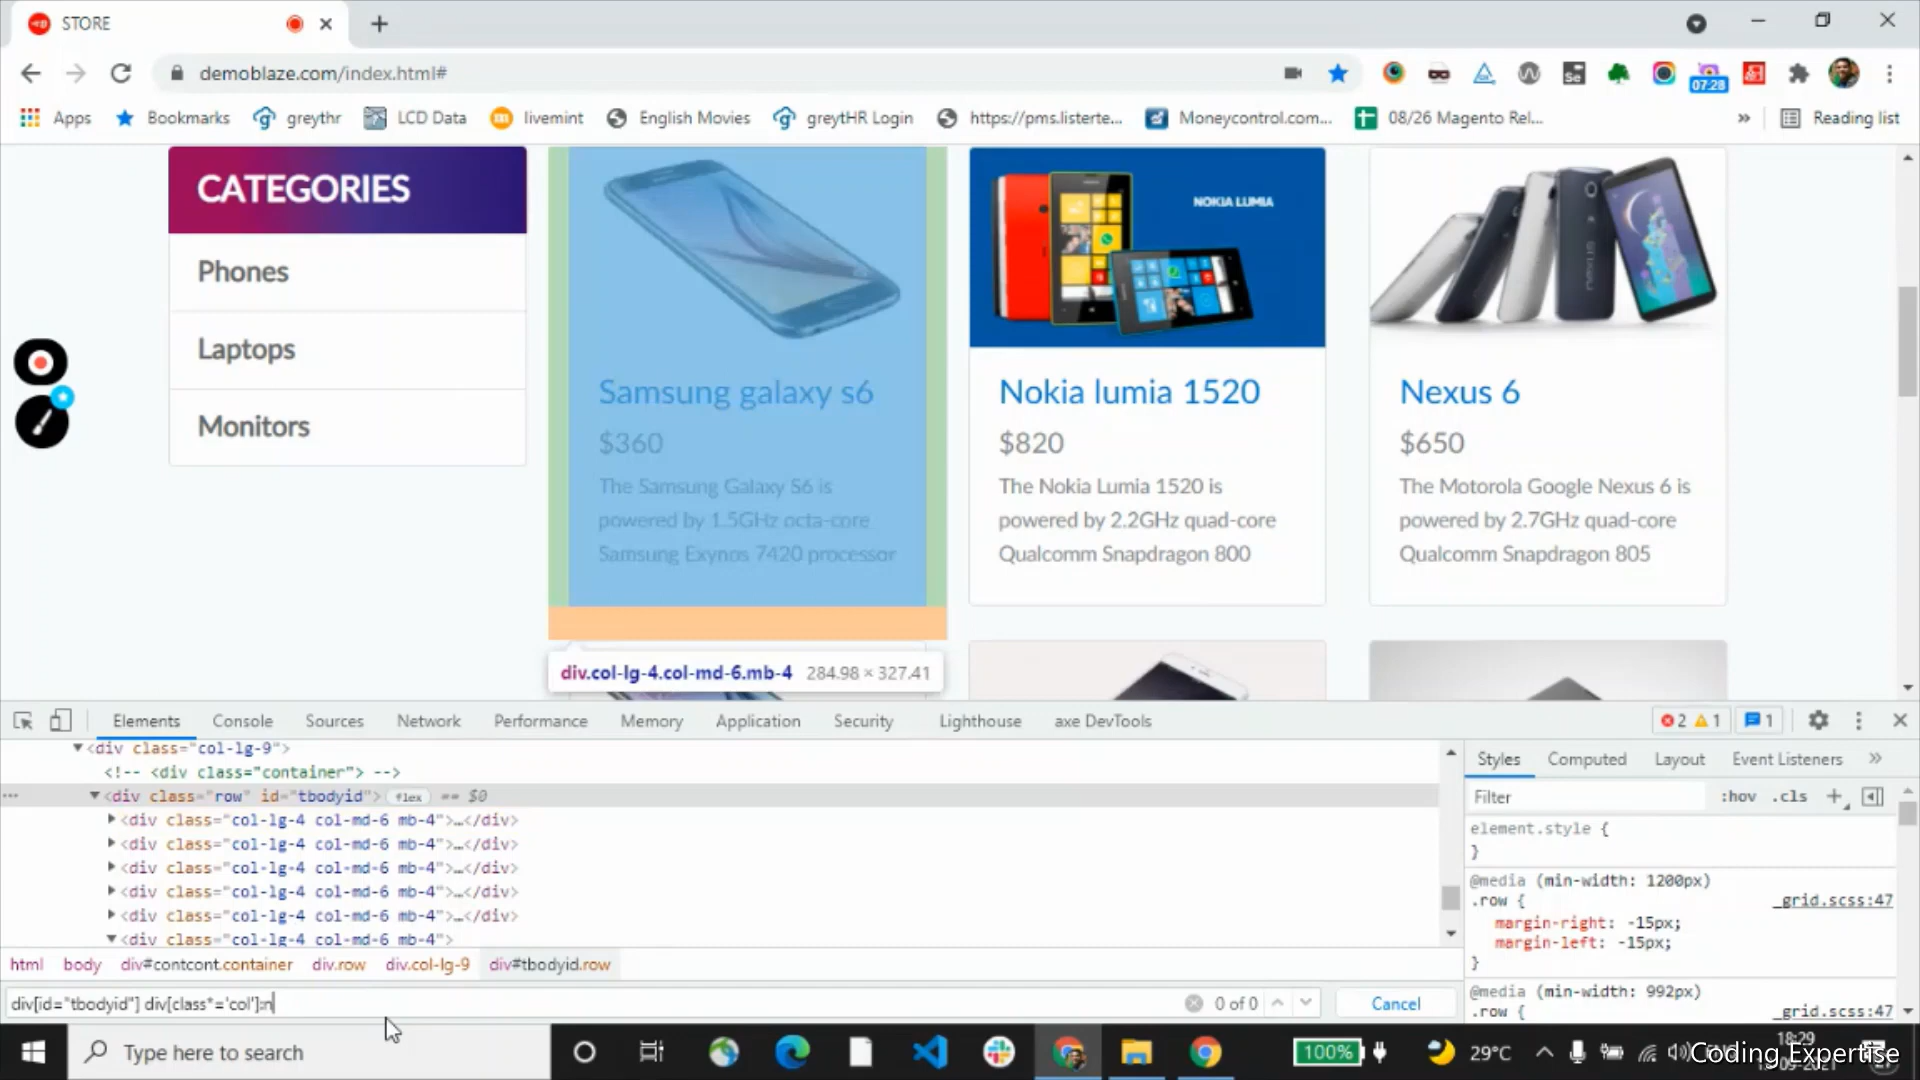 STORE
demoblaze.com/index.html#
07:28
Apps
Bookmarks
greythr
LCD Data
livemint
English Movies
greytHR Login
https://pms.listerte...
Moneycontrol.com...
08/26 Magento Rel...
»
Reading list
CATEGORIES
Phones
Laptops
Monitors
Samsung galaxy s6
$360
The Samsung Galaxy S6 is
powered by 1.5GHz octa-core
Samsung Exynos 7420 processor
NOKIA LUMIA
Nokia lumia 1520
$820
The Nokia Lumia 1520 is
powered by 2.2GHz quad-core
Qualcomm Snapdragon 800
Nexus 6
$650
The Motorola Google Nexus 6 is
powered by 2.7GHz quad-core
Qualcomm Snapdragon 805
div.col-lg-4.col-md-6.mb-4 284.98 × 327.41
Elements Console Sources Network Performance Memory Application Security Lighthouse axe DevTools 2 1 1
<div class="col-lg-9">
<!-- <div class="container"> -->
... <div class="row" id="tbodyid"> flex == $0
<div class="col-lg-4 col-md-6 mb-4">…</div>
<div class="col-lg-4 col-md-6 mb-4">…</div>
<div class="col-lg-4 col-md-6 mb-4">…</div>
<div class="col-lg-4 col-md-6 mb-4">…</div>
<div class="col-lg-4 col-md-6 mb-4">…</div>
<div class="col-lg-4 col-md-6 mb-4">
html body div#contcont.container div.row div.col-lg-9 div#tbodyid.row
div[id="tbodyid"] div[class*='col']:n
0 of 0
Cancel
Styles Computed Layout Event Listeners »
Filter :hov .cls +
element.style {
}
@media (min-width: 1200px)
.row { _grid.scss:47
margin-right: -15px;
margin-left: -15px;
}
@media (min-width: 992px)
.row { _grid.scss:47
Type here to search
Se
100%
29°C
18:29
Coding Expertise